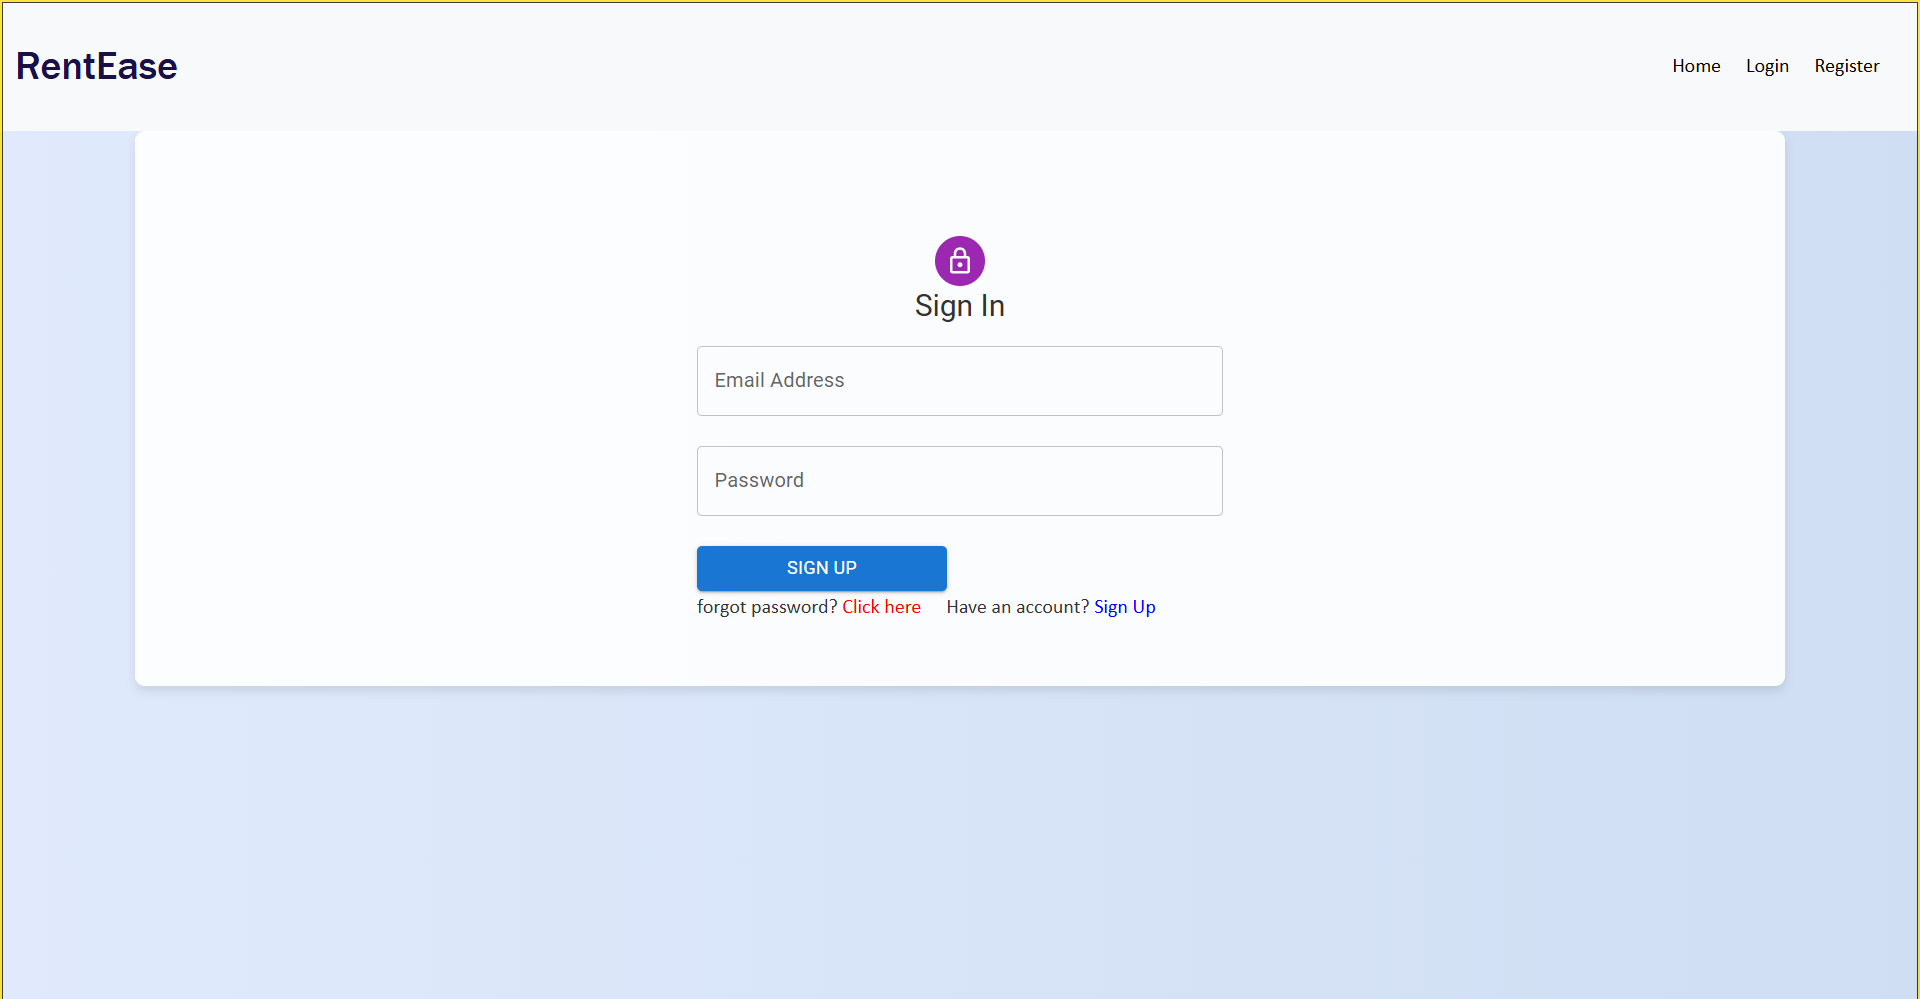 RentEase
Home Login Register
Sign In
Email Address
Password
SIGN UP
forgot password? Click here Have an account? Sign Up